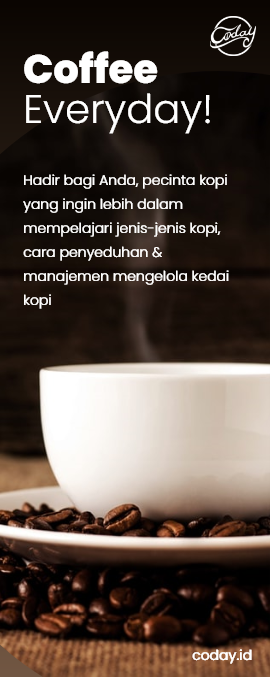 Coday
Coffee
Everyday!
Hadir bagi Anda, pecinta kopi
yang ingin lebih dalam
mempelajari jenis-jenis kopi,
cara penyeduhan &
manajemen mengelola kedai
kopi
coday.id